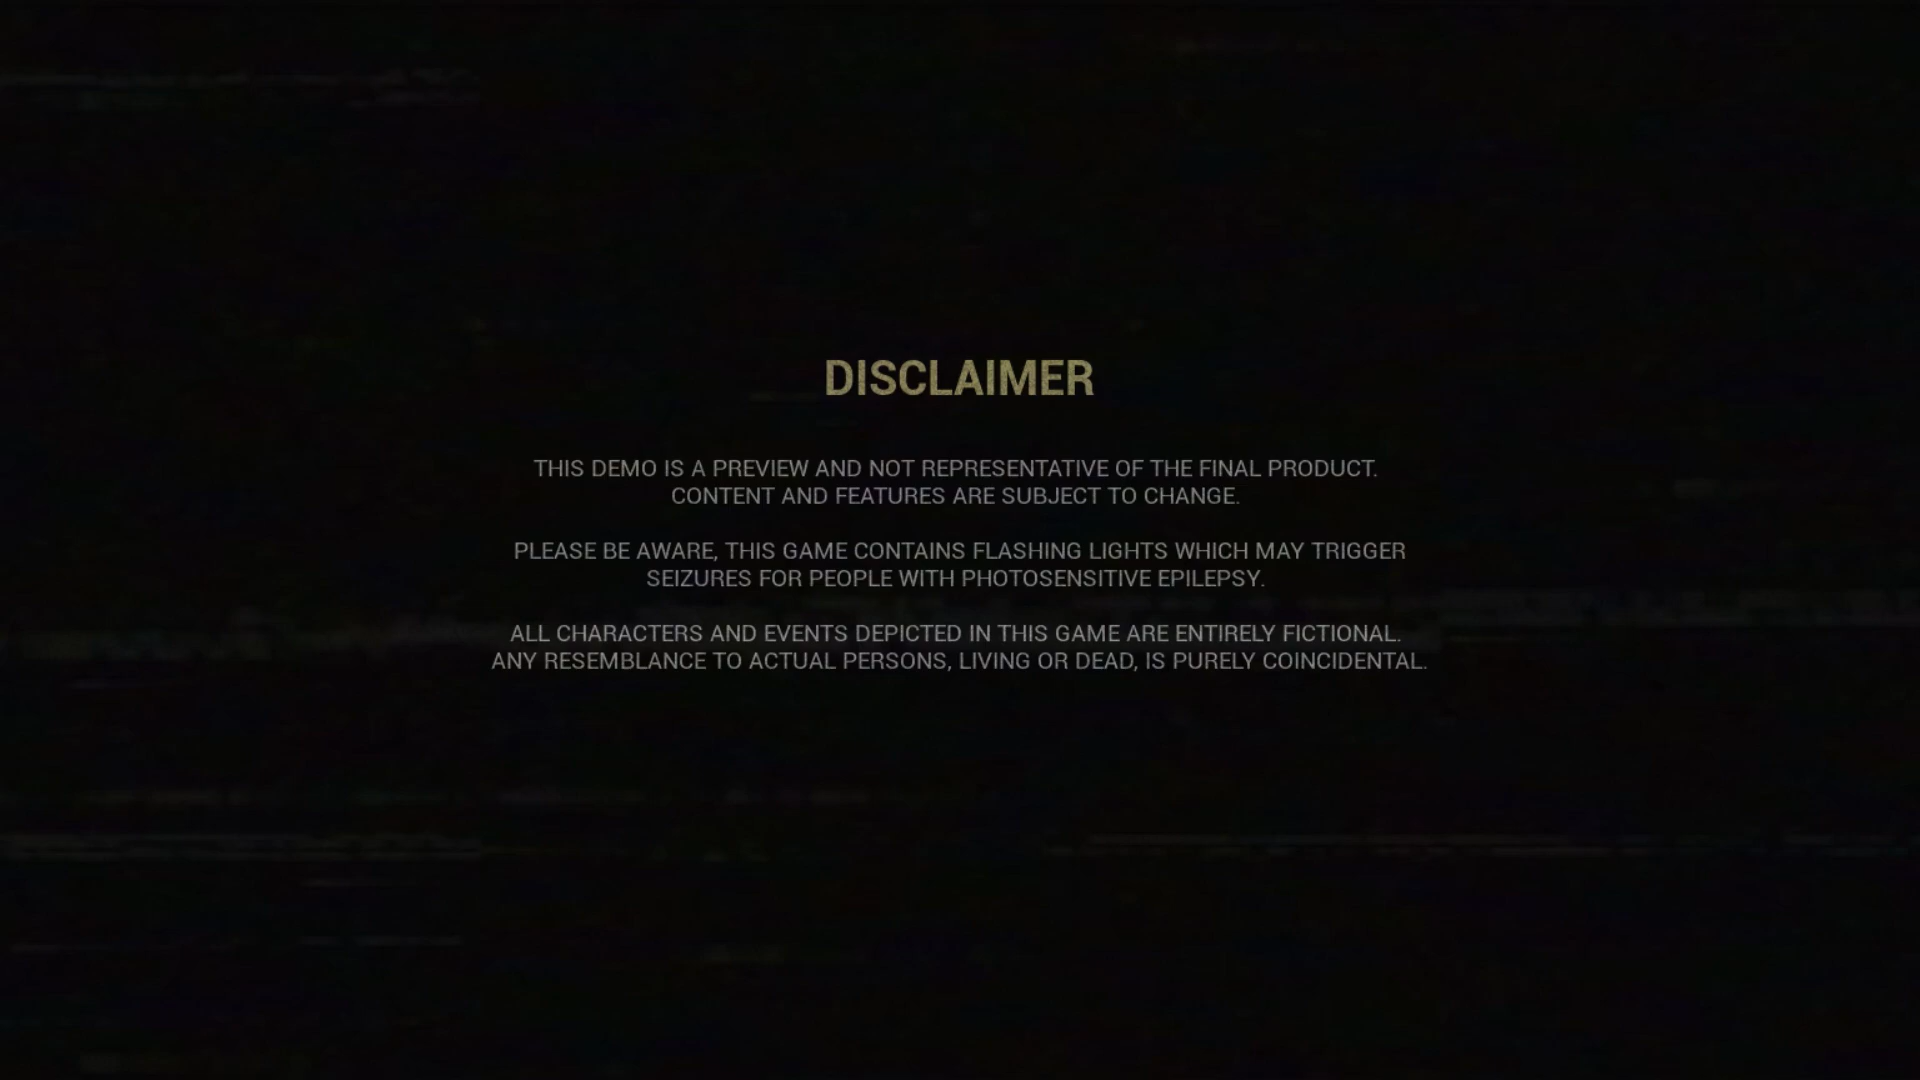 DISCLAIMER
THIS DEMO IS A PREVIEW AND NOT REPRESENTATIVE OF THE FINAL PRODUCT.
CONTENT AND FEATURES ARE SUBJECT TO CHANGE.
PLEASE BE AWARE, THIS GAME CONTAINS FLASHING LIGHTS WHICH MAY TRIGGER
SEIZURES FOR PEOPLE WITH PHOTOSENSITIVE EPILEPSY.
ALL CHARACTERS AND EVENTS DEPICTED IN THIS GAME ARE ENTIRELY FICTIONAL.
ANY RESEMBLANCE TO ACTUAL PERSONS, LIVING OR DEAD, IS PURELY COINCIDENTAL.